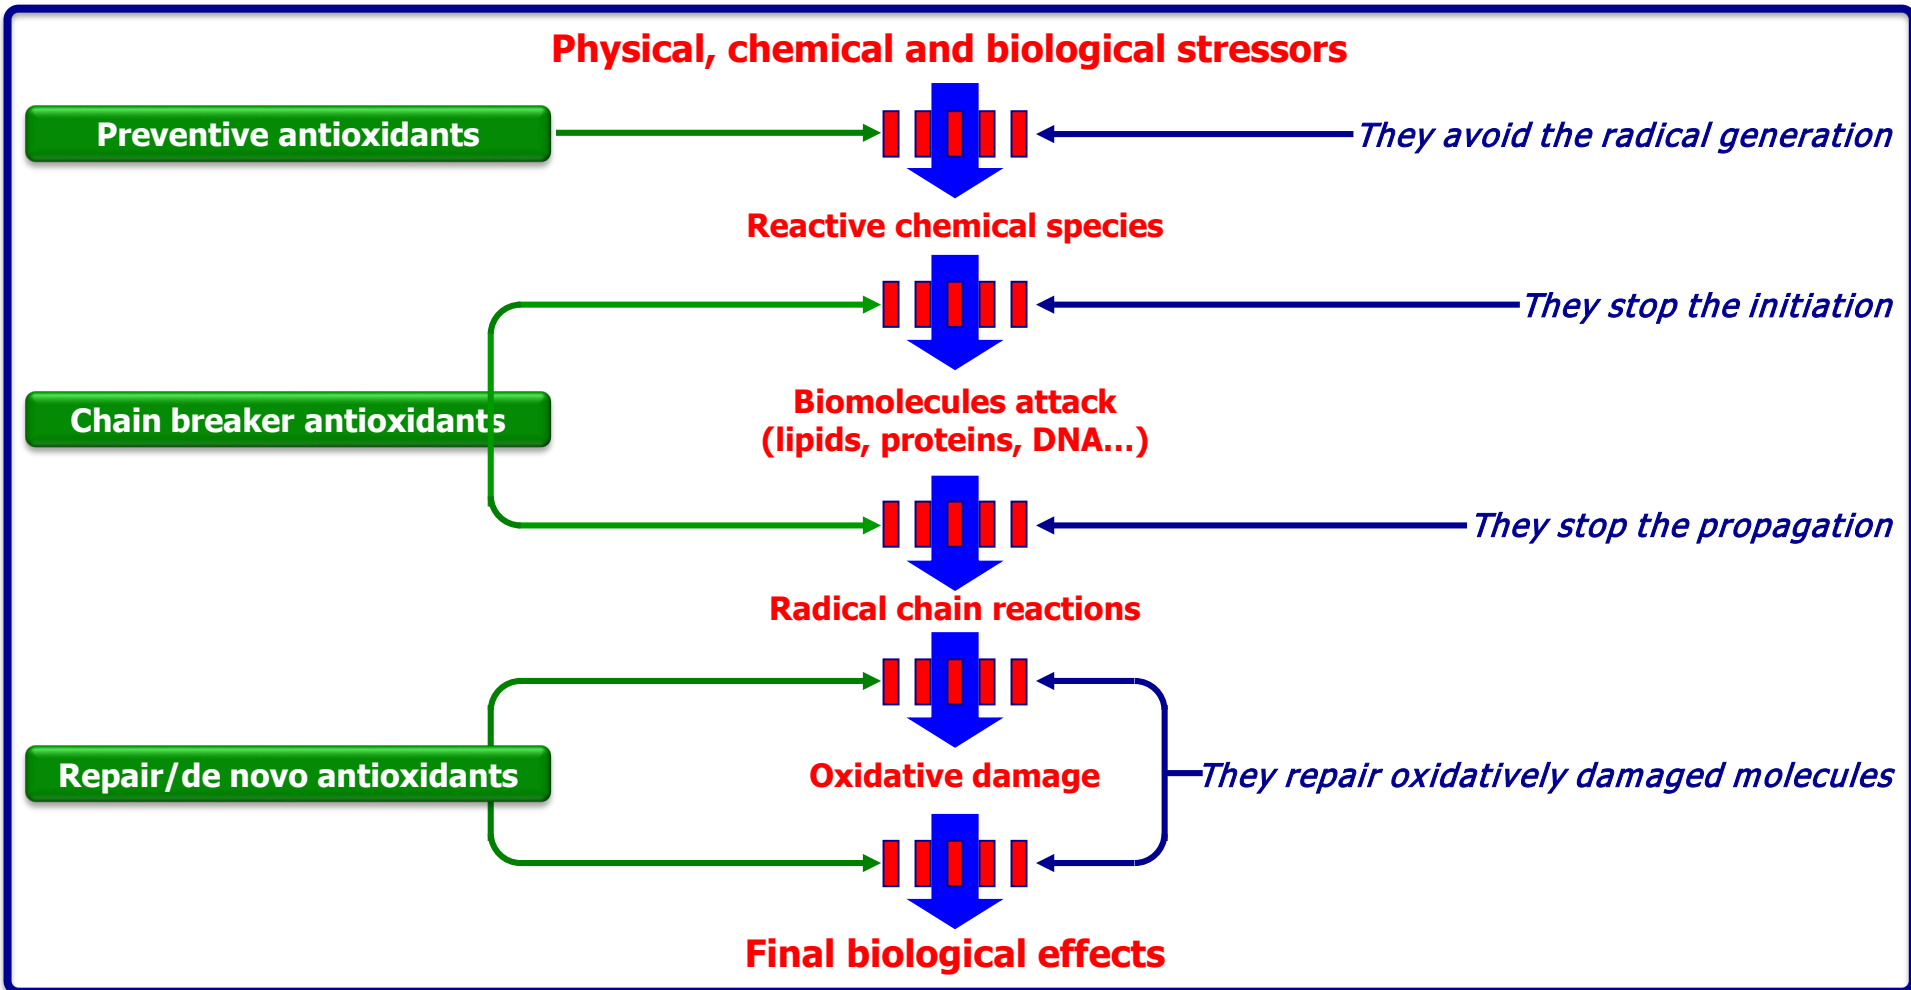 Physical, chemical and biological stressors
Preventive antioxidants
They avoid the radical generation
Reactive chemical species
They stop the initiation
Chain breaker antioxidants
Biomolecules attack
(lipids, proteins, DNA...)
They stop the propagation
Radical chain reactions
Repair/de novo antioxidants
Oxidative damage
They repair oxidatively damaged molecules
Final biological effects